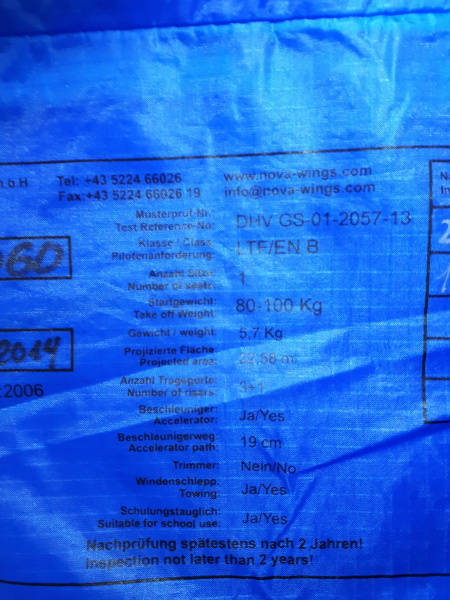 Tel: +43 5224 66026
Fax:+43 5224 66026 19
www.nova-wings.com
info@nova-wings.com
Musterprüf-Nr.:
Test Reference-No:
DHV GS-01-2057-13
Klasse / Class
Pilotenanforderung:
LTF/EN B
Anzahl Sitze:
Number of seats:
1
Startgewicht:
Take off Weight:
80-100 Kg
Gewicht / weight:
5,7 Kg
Projizierte Fläche:
Projected area:
Anzahl Tragegurte:
Number of risers:
3+1
Beschleuniger:
Accelerator:
Ja/Yes
Beschleunigerweg:
Accelerator path:
19 cm
Trimmer:
Nein/No
Windenschlepp:
Towing:
Ja/Yes
Schulungstauglich:
Suitable for school use:
Ja/Yes
Nachprüfung spätestens nach 2 Jahren!
Inspection not later than 2 years!
2014
:2006